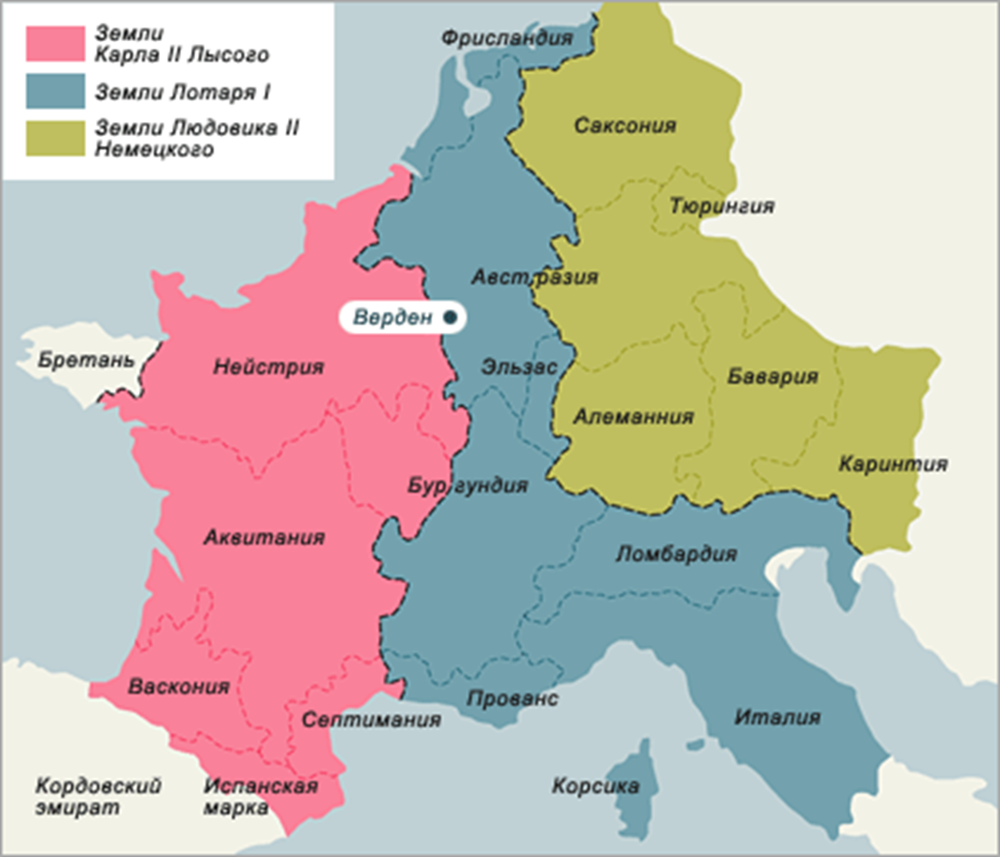 Земли
Карла II Лысого
Земли Лотаря I
Земли Людовика II
Немецкого
Фрисландия
Саксония
Тюрингия
Австразия
Верден
Бретань
Нейстрия
Эльзас
Бавария
Алеманния
Каринтия
Бургундия
Аквитания
Ломбардия
Васкония
Прованс
Септимания
Италия
Кордовский
эмират
Испанская
марка
Корсика